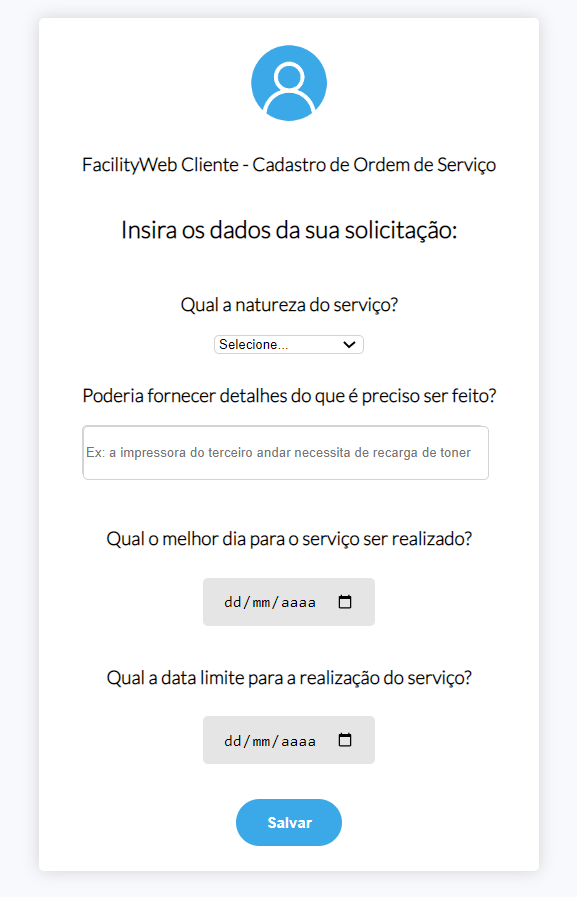 FacilityWeb Cliente - Cadastro de Ordem de Serviço
Insira os dados da sua solicitação:
Qual a natureza do serviço?
Selecione...
Poderia fornecer detalhes do que é preciso ser feito?
Ex: a impressora do terceiro andar necessita de recarga de toner
Qual o melhor dia para o serviço ser realizado?
dd/mm/aaaa
Qual a data limite para a realização do serviço?
dd/mm/aaaa
Salvar